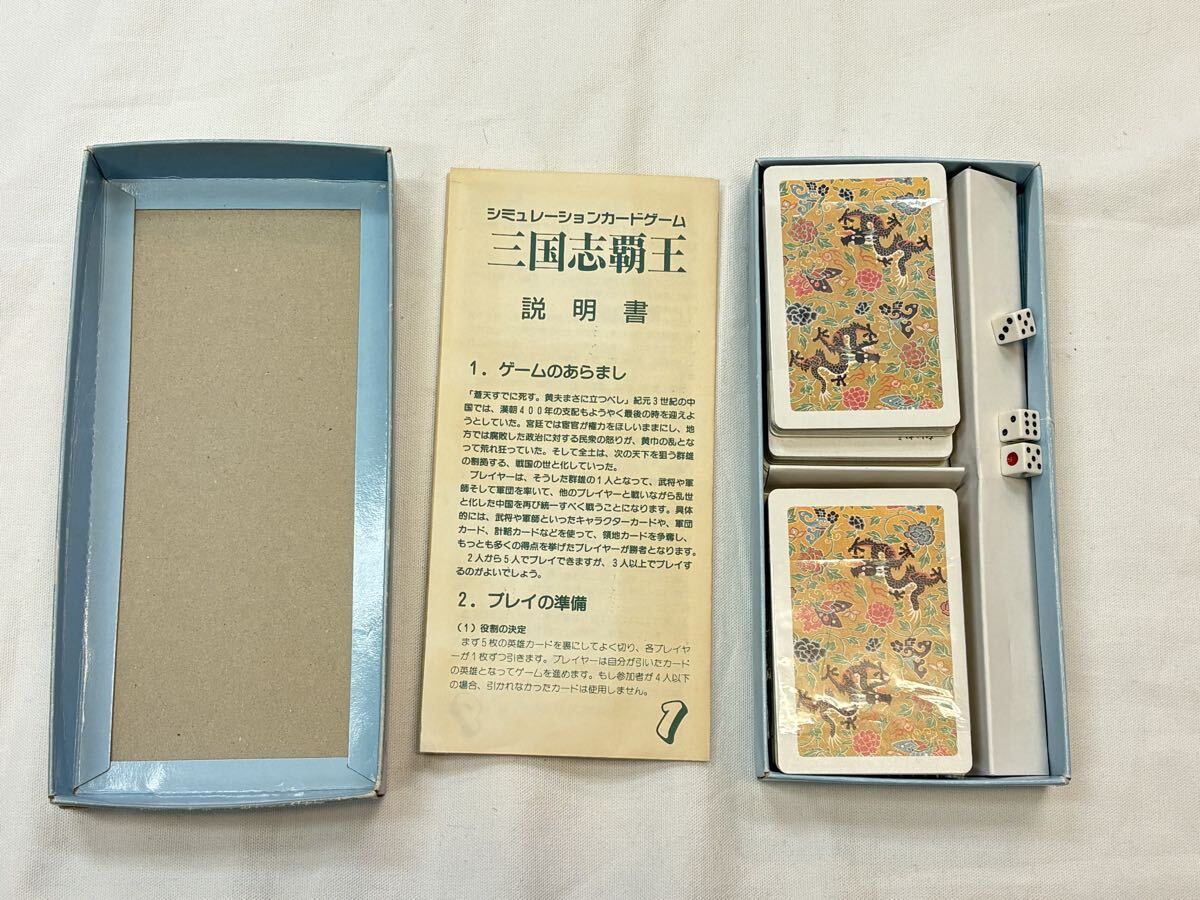 シミュレーションカードゲーム
三国志覇王
説明書
1.ゲームのあらまし
「蒼天すでに死す。黄夫まさに立つべし」紀元3世紀の中
国では、漢朝400年の支配もようやく最後の時を迎えよ
うとしていた。宮廷では宦官が権力をほしいままにし、地
方では腐敗した政治に対する民衆の怒りが、黄巾の乱とな
って荒れ狂っていた。そして全土は、次の天下を狙う群雄
の割拠する、戦国の世と化していった。
プレイヤーは、そうした群雄の1人となって、武将や軍
師そして軍団を率いて、他のプレイヤーと戦いながら乱世
と化した中国を再び統一すべく戦うことになります。具体
的には、武将や軍師といったキャラクターカードや、軍団
カード、計略カードなどを使って、領地カードを争奪し、
もっとも多くの得点を挙げたプレイヤーが勝者となります。
2人から5人でプレイできますが、3人以上でプレイす
るのがよいでしょう。
2.プレイの準備
(1)役割の決定
まず5枚の英雄カードを裏にしてよく切り、各プレイヤ
ーが1枚ずつ引きます。プレイヤーは自分が引いたカード
の英雄となってゲームを進めます。もし参加者が4人以下
の場合、引かれなかったカードは使用しません。
1